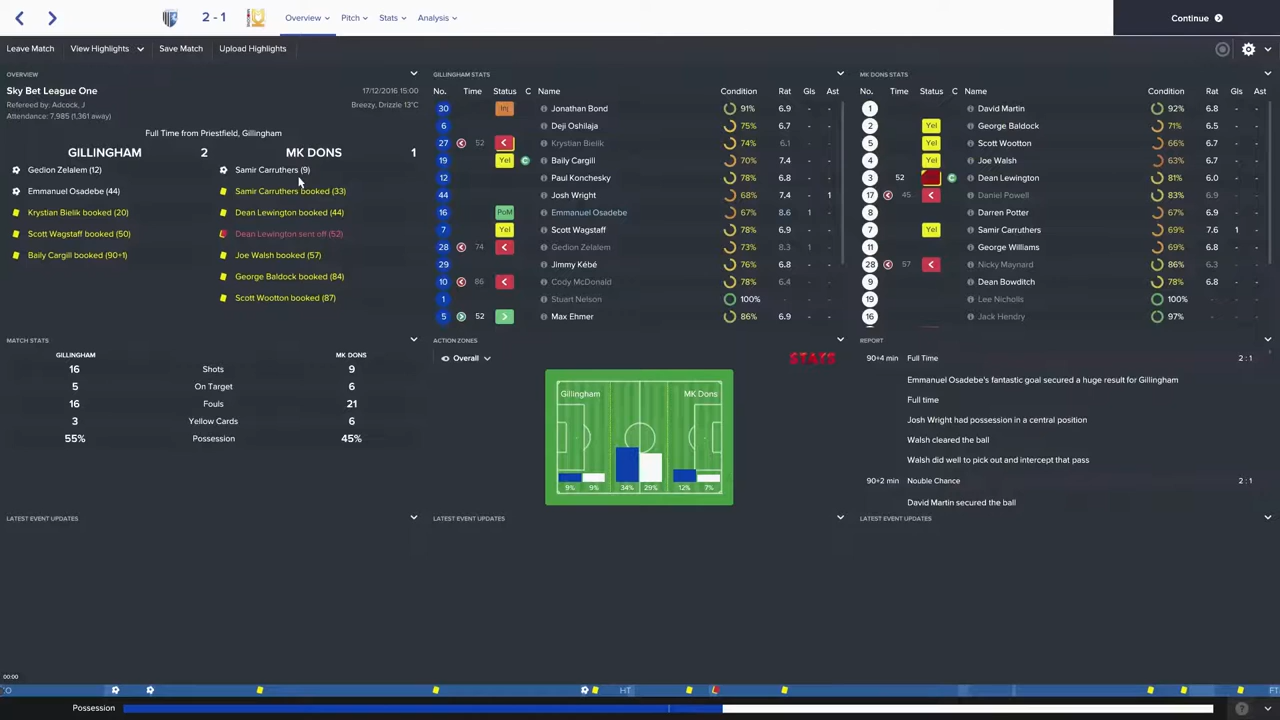 2 - 1
Overview
Pitch
Stats
Analysis
Continue
Leave Match
View Highlights
Save Match
Upload Highlights
OVERVIEW
Sky Bet League One
17/12/2016 15:00
Refereed by: Adcock, J
Breezy, Drizzle 13°C
Attendance: 7,985 (1,361 away)
Full Time from Priestfield, Gillingham
GILLINGHAM 2 MK DONS 1
Gedion Zelalem (12)
Emmanuel Osadebe (44)
Krystian Bielik booked (20)
Scott Wagstaff booked (50)
Baily Cargill booked (90+1)
Samir Carruthers (9)
Samir Carruthers booked (33)
Dean Lewington booked (44)
Dean Lewington sent off (52)
Joe Walsh booked (57)
George Baldock booked (84)
Scott Wootton booked (87)
GILLINGHAM STATS
No. Time Status C Name Condition Rat Gls Ast
30 Inj Jonathan Bond 91% 6.9 - -
6 Deji Oshilaja 75% 6.7 - -
27 52 Krystian Bielik 74% 6.1 - -
19 Yel C Baily Cargill 70% 7.4 - -
12 Paul Konchesky 78% 6.8 - -
44 Josh Wright 68% 7.4 - 1
16 PoM Emmanuel Osadebe 67% 8.6 1 -
7 Yel Scott Wagstaff 78% 6.9 - -
28 74 Gedion Zelalem 73% 8.3 1 -
29 Jimmy Kébé 76% 6.8 - -
10 86 Cody McDonald 78% 6.4 - -
1 Stuart Nelson 100% - - -
5 52 Max Ehmer 86% 6.9 - -
MK DONS STATS
No. Time Status C Name Condition Rat Gls Ast
1 David Martin 92% 6.8 - -
2 Yel George Baldock 71% 6.5 - -
5 Yel Scott Wootton 66% 6.7 - -
4 Yel Joe Walsh 63% 6.7 - -
3 52 C Dean Lewington 81% 6.0 - -
17 45 Daniel Powell 83% 6.9 - -
8 Darren Potter 67% 6.9 - -
7 Yel Samir Carruthers 69% 7.6 1 -
11 George Williams 69% 6.8 - -
28 57 Nicky Maynard 86% 6.3 - -
9 Dean Bowditch 78% 6.8 - -
19 Lee Nicholls 100% - - -
16 Jack Hendry 97% - - -
MATCH STATS
GILLINGHAM MK DONS
16 Shots 9
5 On Target 6
16 Fouls 21
3 Yellow Cards 6
55% Possession 45%
ACTION ZONES
Overall
STATS
Gillingham MK Dons
9% 9% 34% 29% 12% 7%
REPORT
90+4 min Full Time 2 : 1
Emmanuel Osadebe's fantastic goal secured a huge result for Gillingham
Full time
Josh Wright had possession in a central position
Walsh cleared the ball
Walsh did well to pick out and intercept that pass
90+2 min Nouble Chance 2 : 1
David Martin secured the ball
LATEST EVENT UPDATES
LATEST EVENT UPDATES
LATEST EVENT UPDATES
00:00
HT
FT
Possession